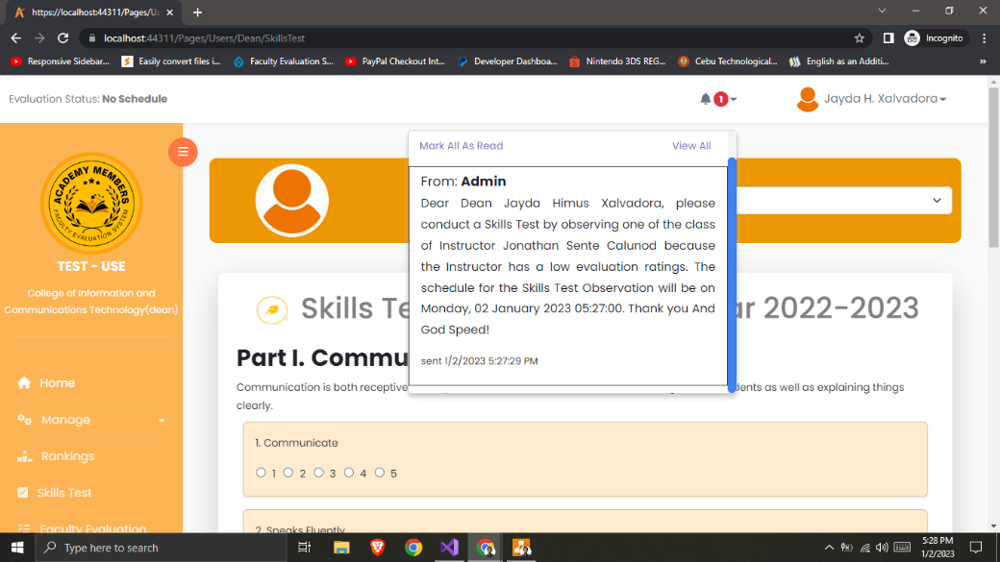 https://localhost:44311/Pages/Us
localhost:44311/Pages/Users/Dean/SkillsTest
Incognito
Responsive Sidebar...
Easily convert files i...
Faculty Evaluation S...
PayPal Checkout Int...
Developer Dashboa...
Nintendo 3DS REG...
Cebu Technological...
English as an Additi...
»
Evaluation Status: No Schedule
1
Jayda H. Xalvadora
ACADEMY MEMBERS
FACULTY EVALUATION SYSTEM
TEST - USE
College of Information and
Communications Technology(dean)
Home
Manage
Rankings
Skills Test
Faculty Evaluation
Mark All As Read
View All
From: Admin
Dear Dean Jayda Himus Xalvadora, please
conduct a Skills Test by observing one of the class
of Instructor Jonathan Sente Calunod because
the Instructor has a low evaluation ratings. The
schedule for the Skills Test Observation will be on
Monday, 02 January 2023 05:27:00. Thank you And
God Speed!
sent 1/2/2023 5:27:29 PM
Skills Te
ar 2022-2023
Part I. Commu
Communication is both receptive
dents as well as explaining things
clearly.
1. Communicate
1 2 3 4 5
2. Speaks Fluently
Type here to search
5:28 PM
1/2/2023